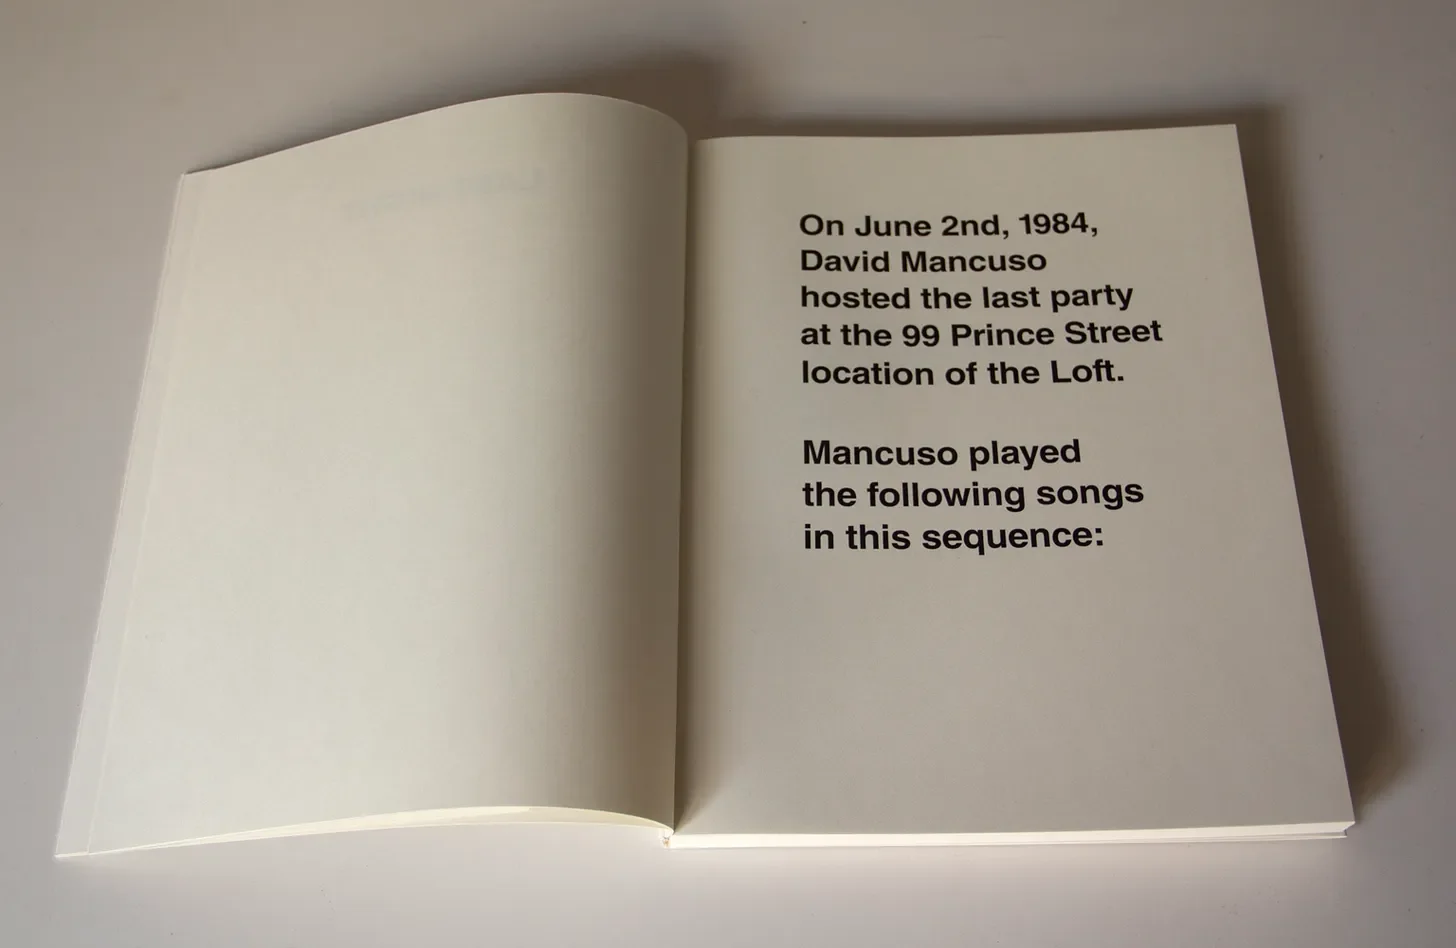 On June 2nd, 1984,
David Mancuso
hosted the last party
at the 99 Prince Street
location of the Loft.
Mancuso played
the following songs
in this sequence: